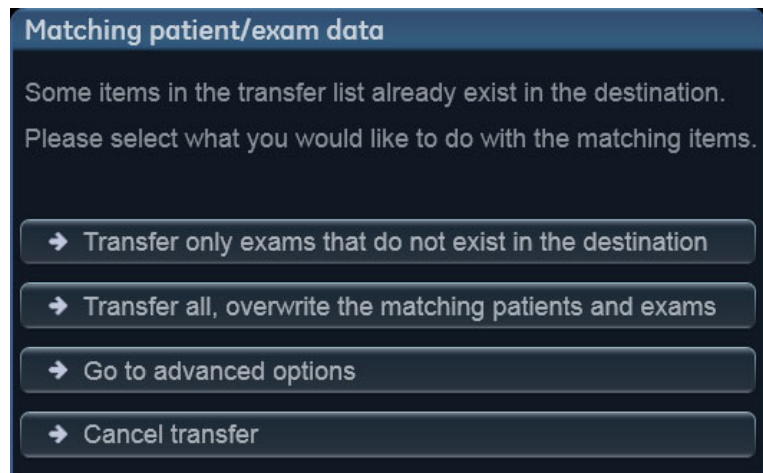 Matching patient/exam data
Some items in the transfer list already exist in the destination.
Please select what you would like to do with the matching items.
Transfer only exams that do not exist in the destination
Transfer all, overwrite the matching patients and exams
Go to advanced options
Cancel transfer